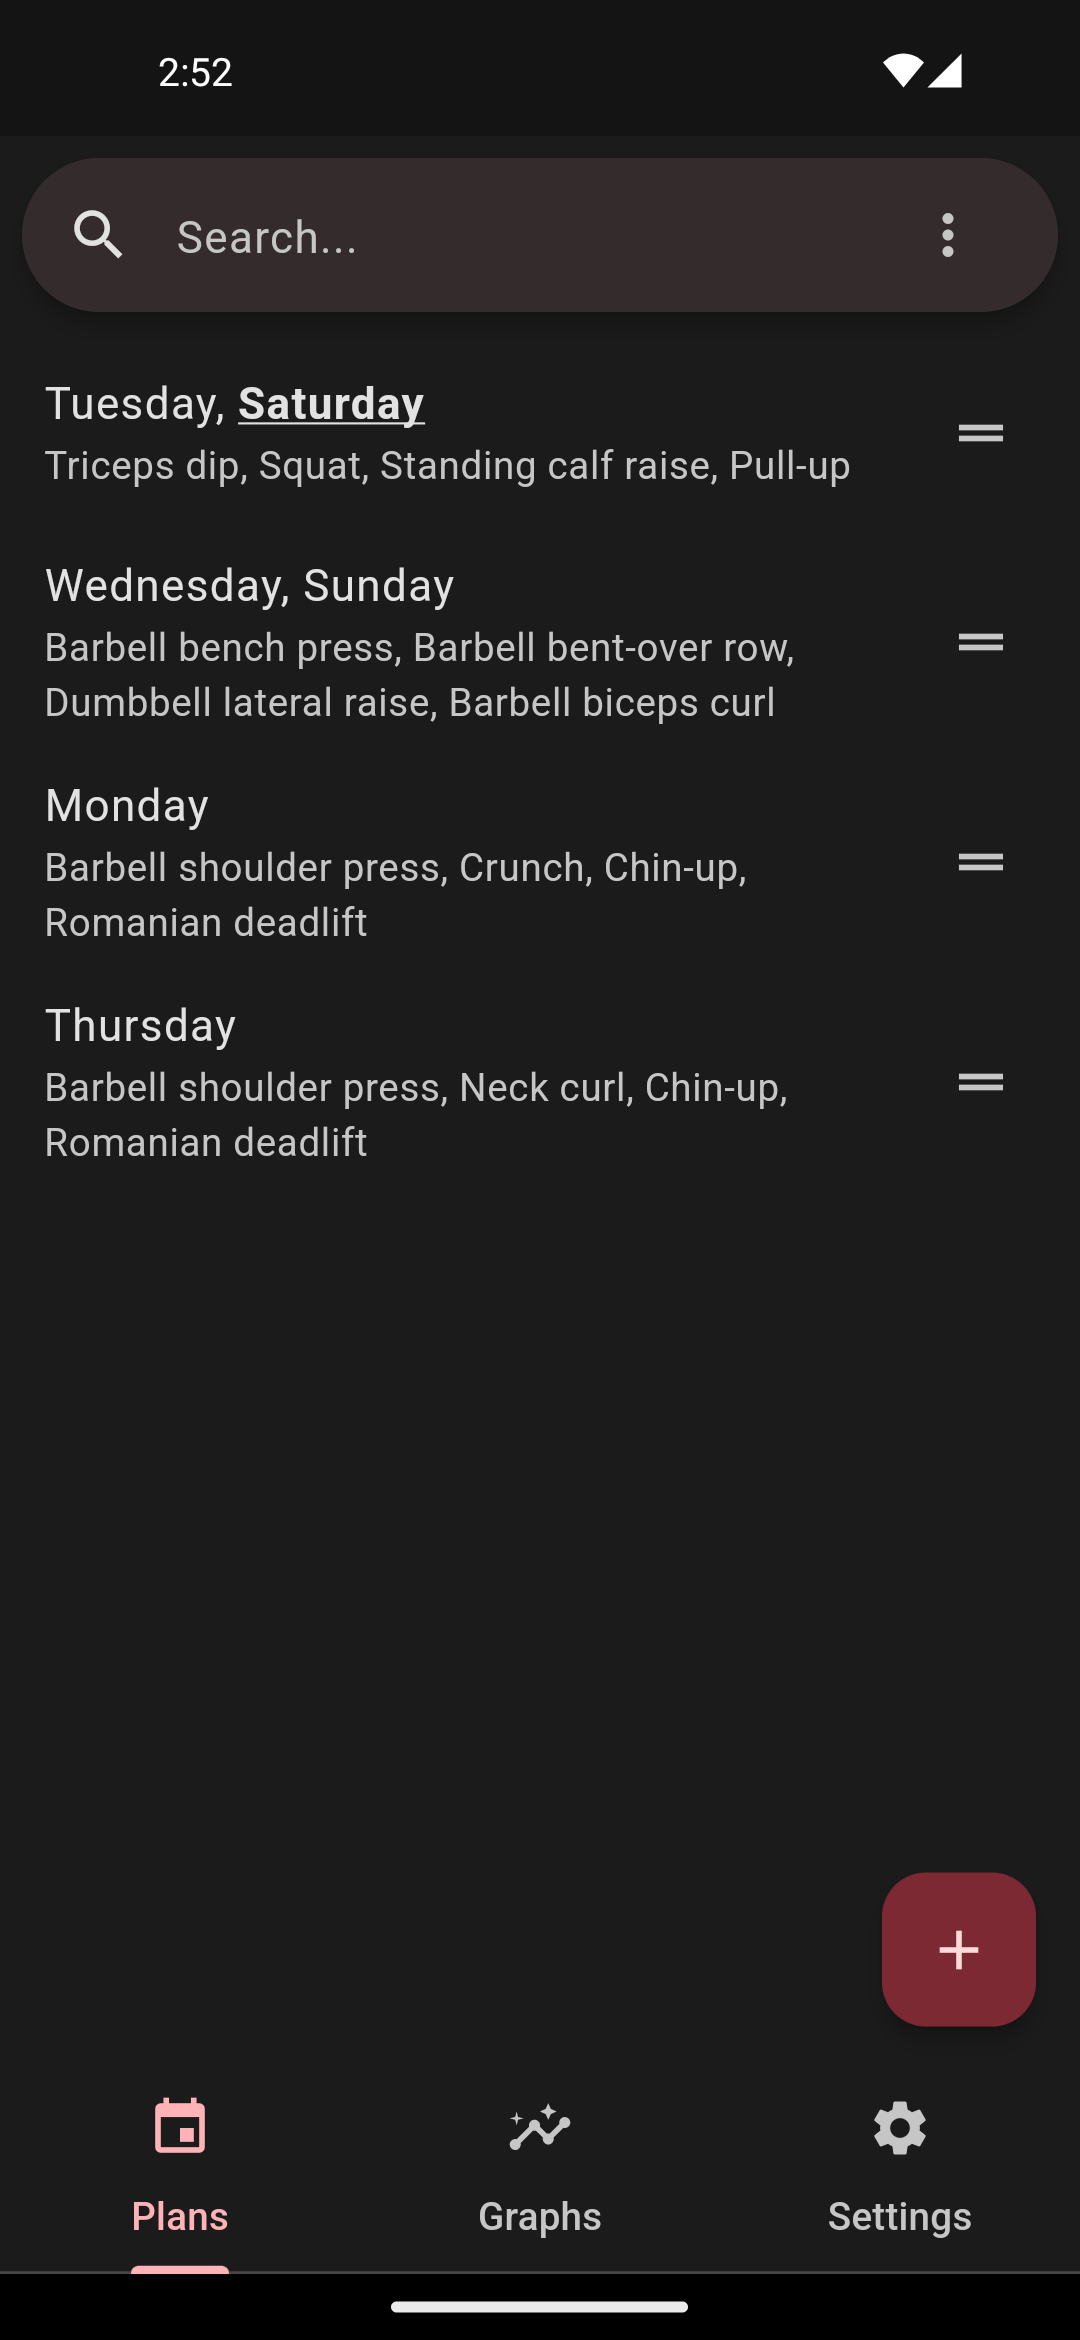 2:52
Search...
Tuesday, Saturday
Triceps dip, Squat, Standing calf raise, Pull-up
Wednesday, Sunday
Barbell bench press, Barbell bent-over row,
Dumbbell lateral raise, Barbell biceps curl
Monday
Barbell shoulder press, Crunch, Chin-up,
Romanian deadlift
Thursday
Barbell shoulder press, Neck curl, Chin-up,
Romanian deadlift
Plans
Graphs
Settings